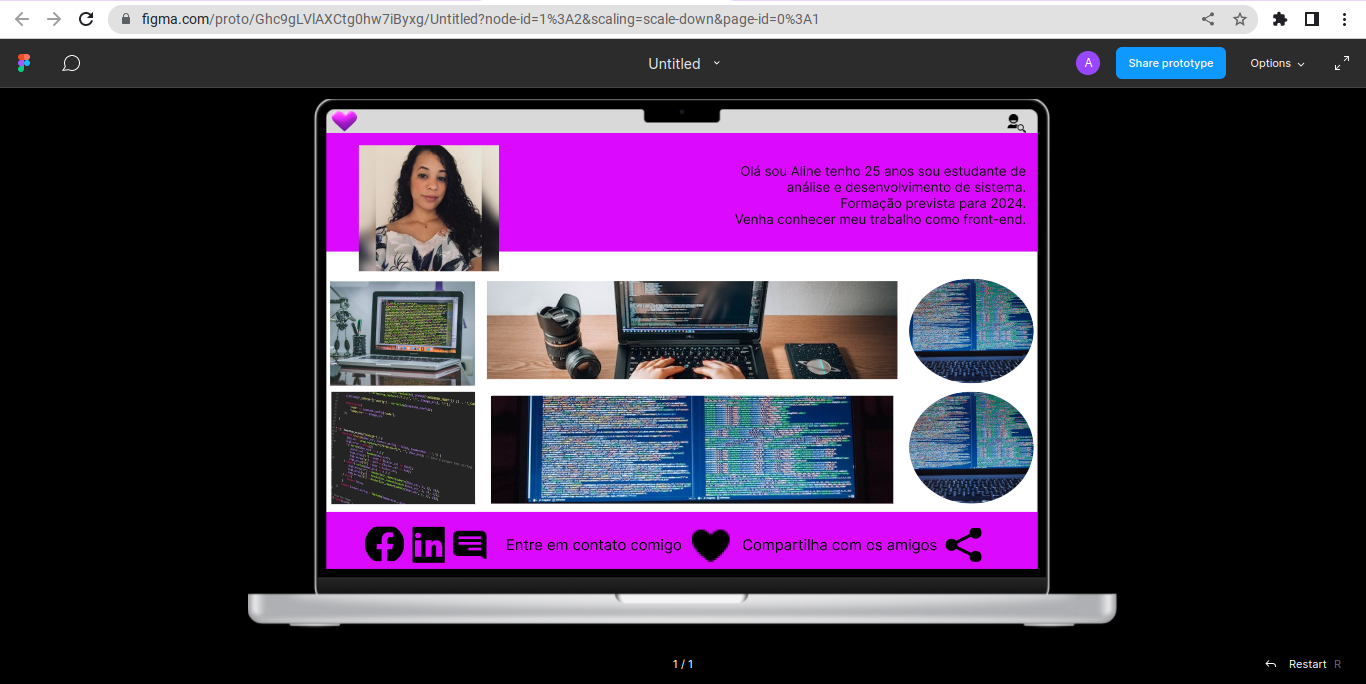 figma.com/proto/Ghc9gLVlAXCtg0hw7iByxg/Untitled?node-id=1%3A2&scaling=scale-down&page-id=0%3A1
Untitled
A
Share prototype
Options
Olá sou Aline tenho 25 anos sou estudante de
análise e desenvolvimento de sistema.
Formação prevista para 2024.
Venha conhecer meu trabalho como front-end.
Entre em contato comigo
Compartilha com os amigos
1 / 1
Restart R